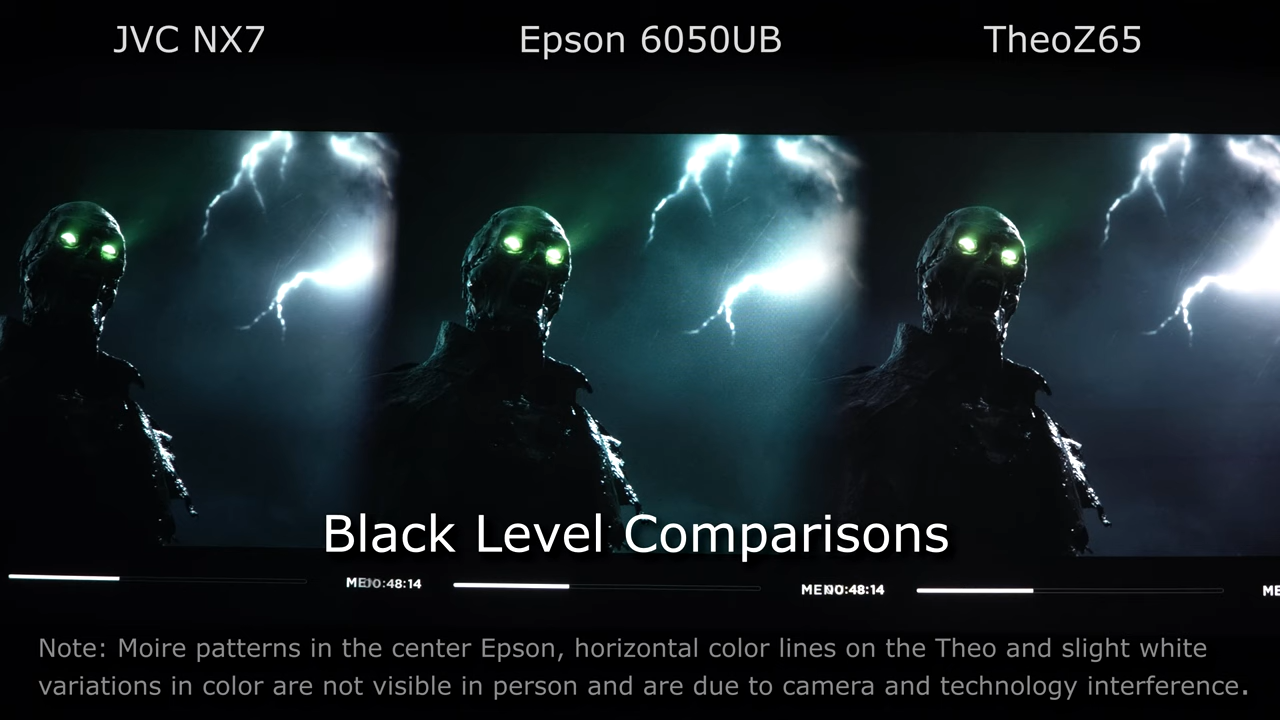 JVC NX7 Epson 6050UB TheoZ65
Black Level Comparisons
0:48:14 0:48:14
Note: Moire patterns in the center Epson, horizontal color lines on the Theo and slight white
variations in color are not visible in person and are due to camera and technology interference.